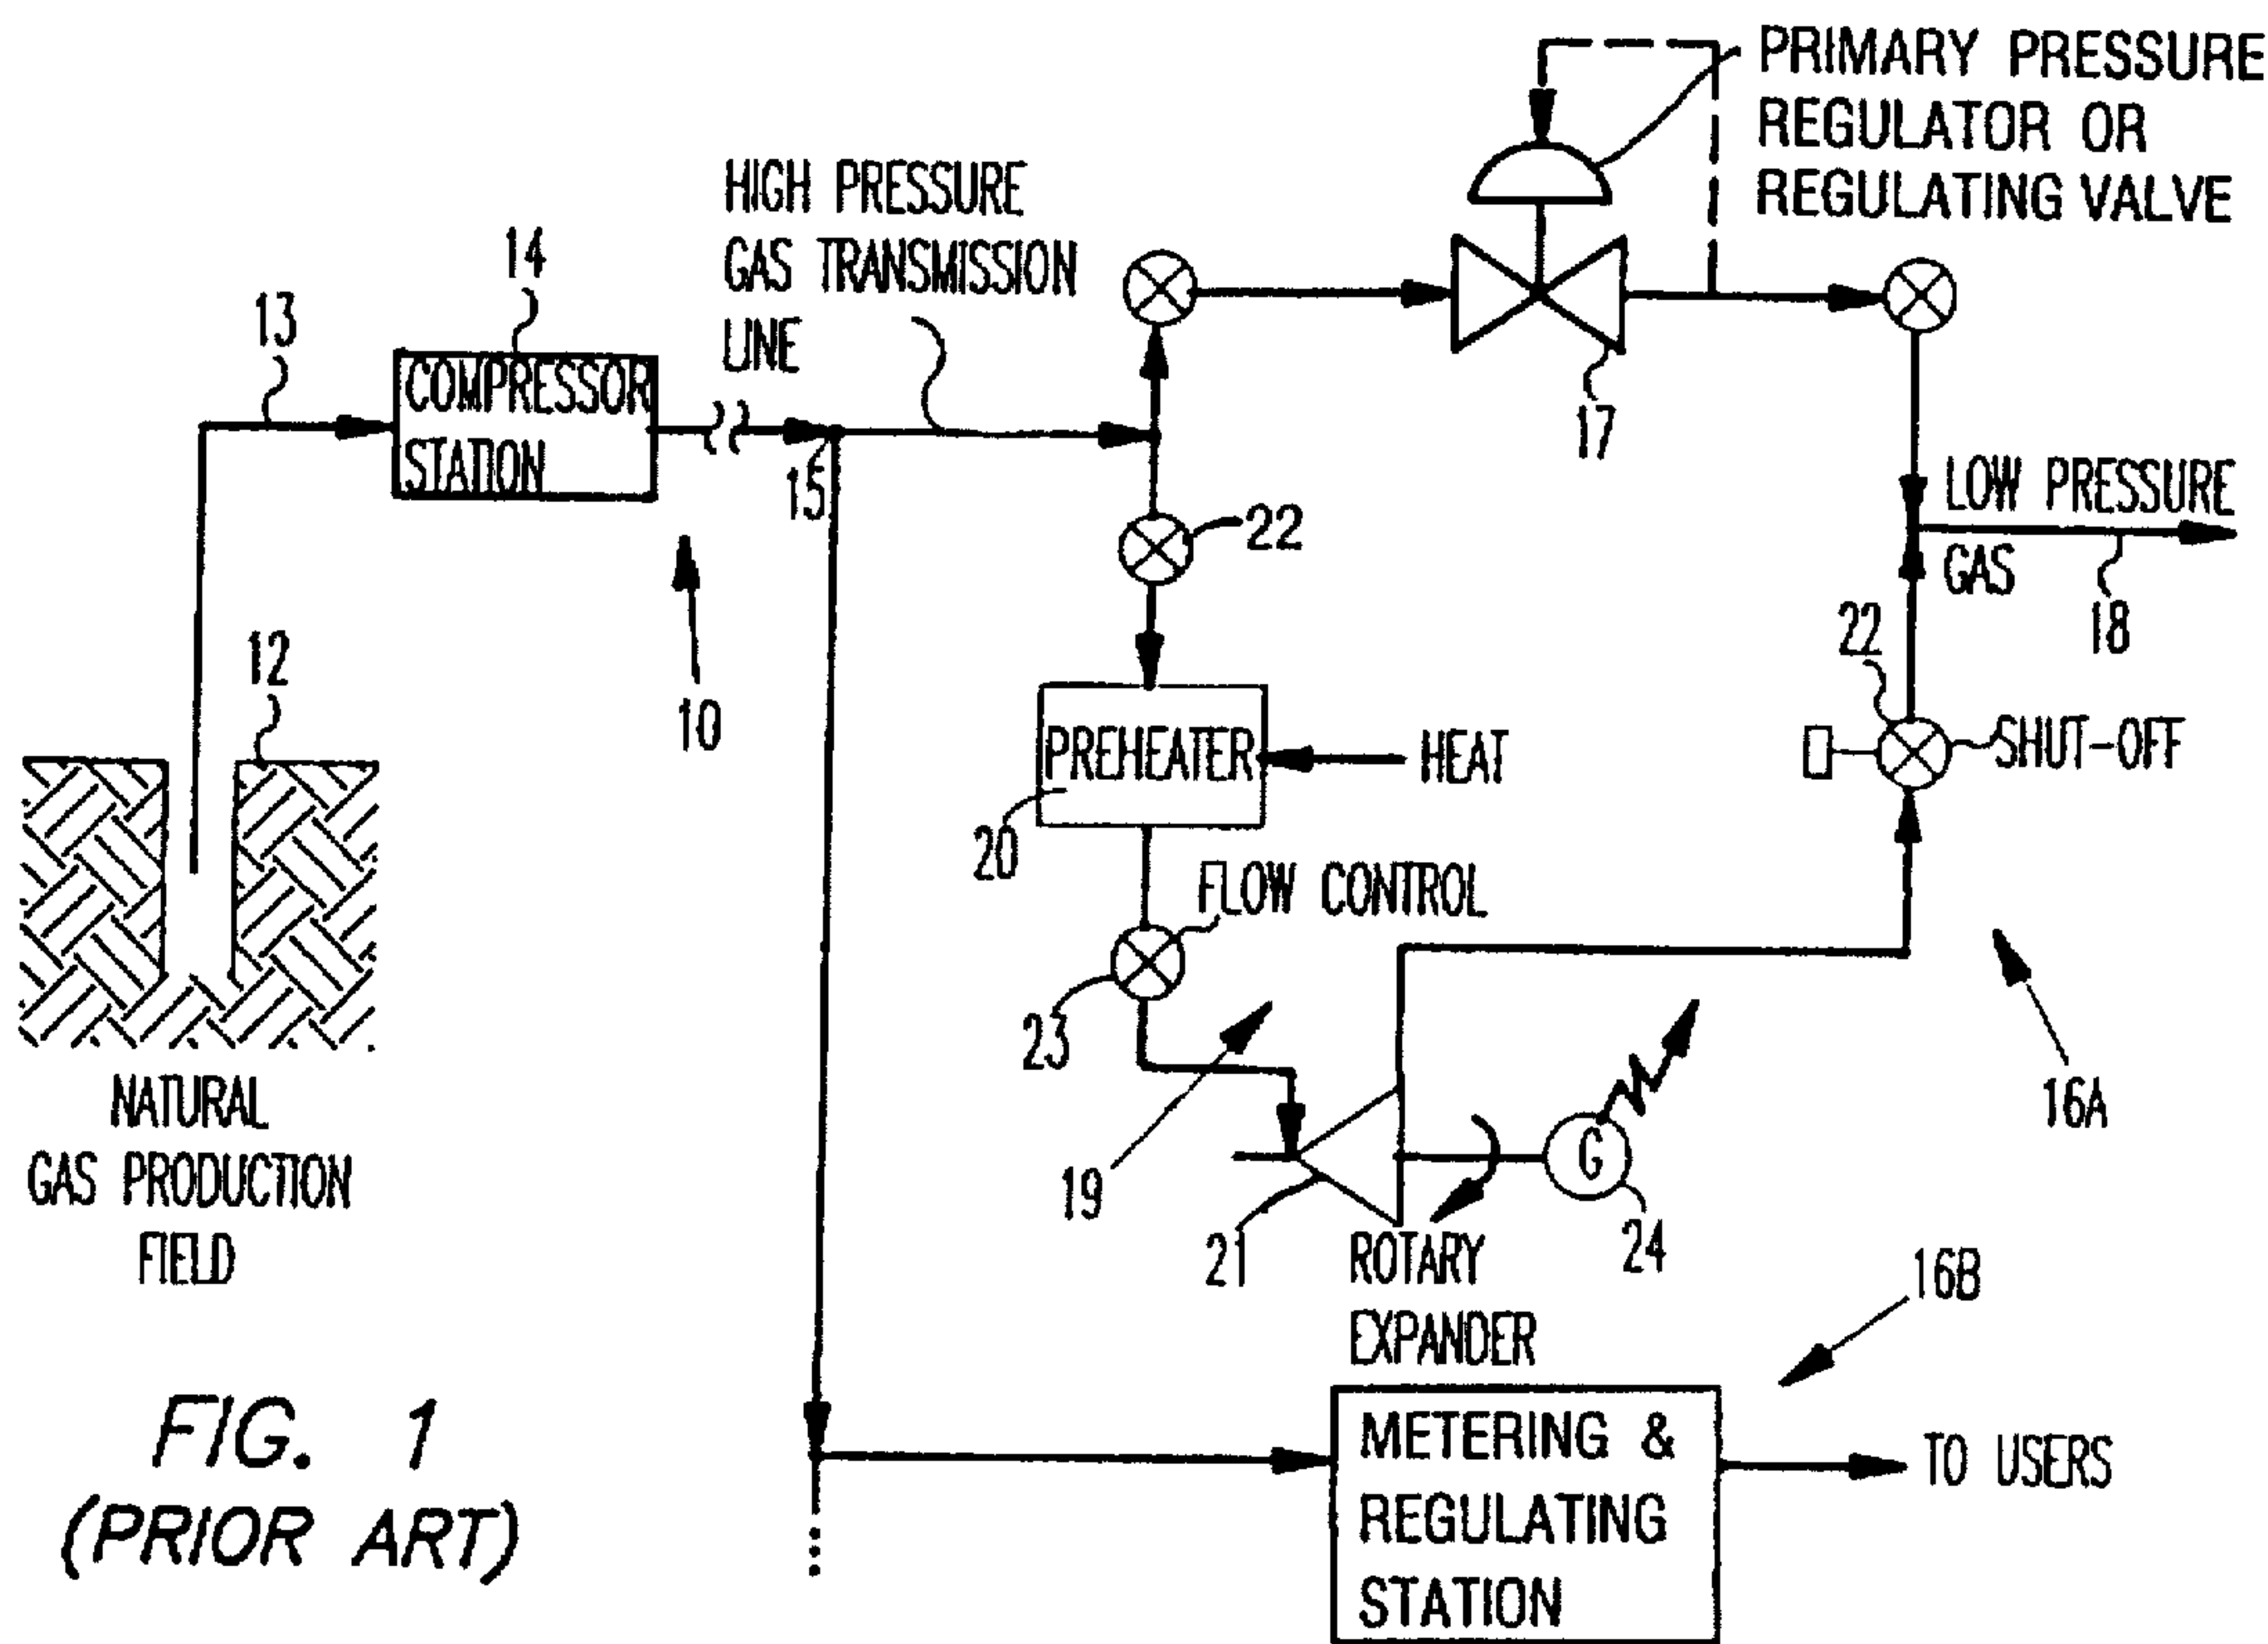 PRIMARY PRESSURE
REGULATOR OR
REGULATING VALVE
HIGH PRESSURE
GAS TRANSMISSION
LINE
14
13
COMPRESSOR
STATION
15
17
22
LOW PRESSURE
GAS
18
12
10
22
PREHEATER
HEAT
SHUT-OFF
20
FLOW CONTROL
23
16A
NATURAL
GAS PRODUCTION
FIELD
19
G
21
ROTARY
EXPANDER
24
16B
FIG. 1
(PRIOR ART)
METERING &
REGULATING
STATION
TO USERS